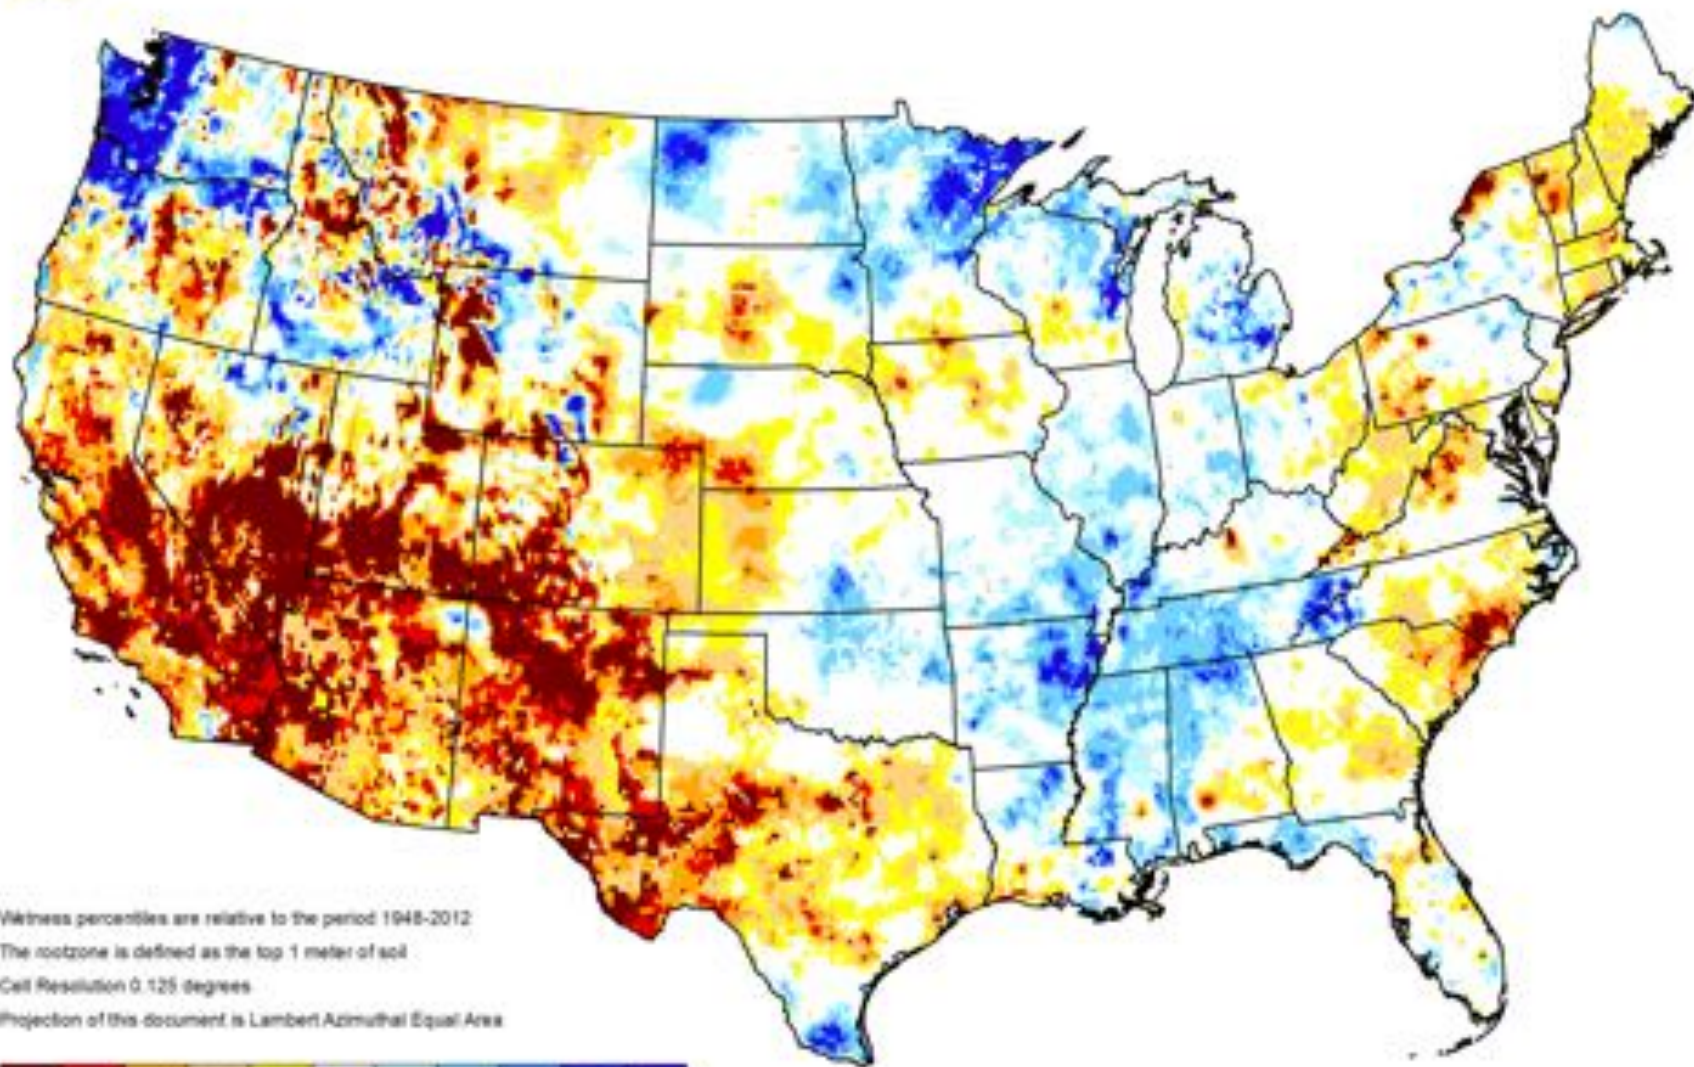 Wetness percentiles are relative to the period 1948-2012
The rootzone is defined as the top 1 meter of soil
Cell Resolution 0.125 degrees
Projection of this document is Lambert Azimuthal Equal Area